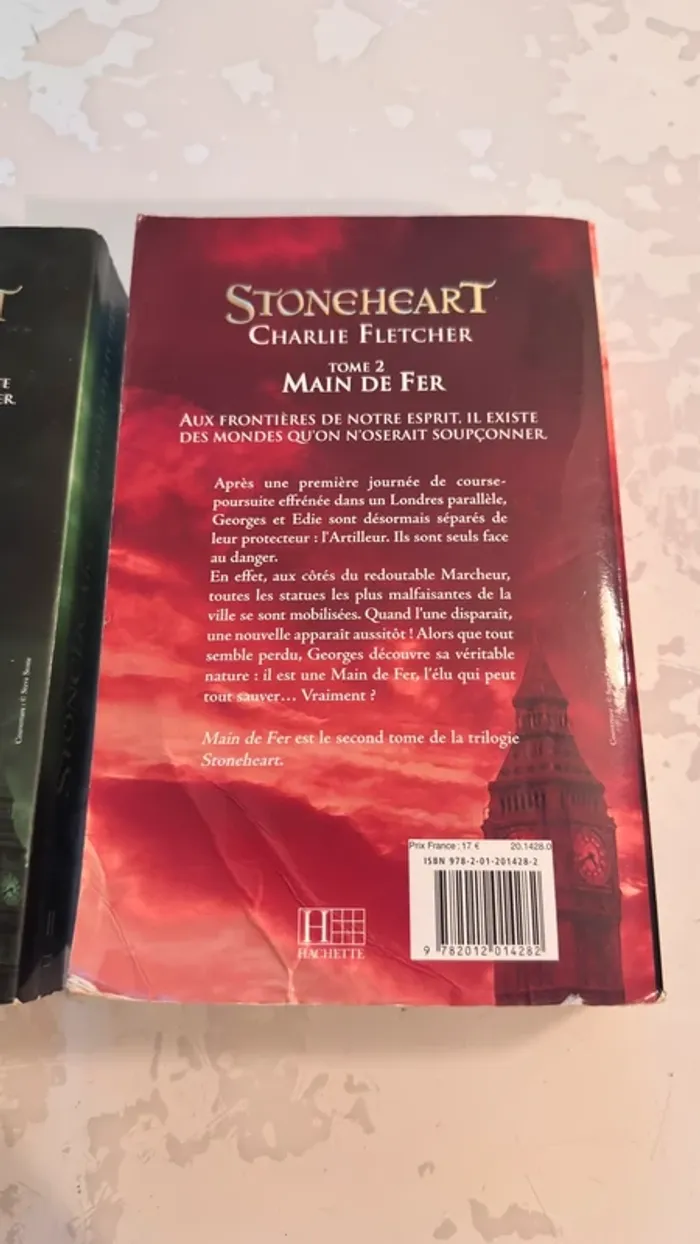 T
TE
ER
STONEHEART
CHARLIE FLETCHER
TOME 2
MAIN DE FER
AUX FRONTIÈRES DE NOTRE ESPRIT, IL EXISTE
DES MONDES QU'ON N'OSERAIT SOUPÇONNER.
Après une première journée de course-
poursuite effrénée dans un Londres parallèle,
Georges et Edie sont désormais séparés de
leur protecteur : l'Artilleur. Ils sont seuls face
au danger.
En effet, aux côtés du redoutable Marcheur,
toutes les statues les plus malfaisantes de la
ville se sont mobilisées. Quand l'une disparaît,
une nouvelle apparaît aussitôt ! Alors que tout
semble perdu, Georges découvre sa véritable
nature : il est une Main de Fer, l'élu qui peut
tout sauver… Vraiment ?
Main de Fer est le second tome de la trilogie
Stoneheart.
Prix France : 17 € 20.1428.0
ISBN 978-2-01-201428-2
9 782012 014282
H
HACHETTE